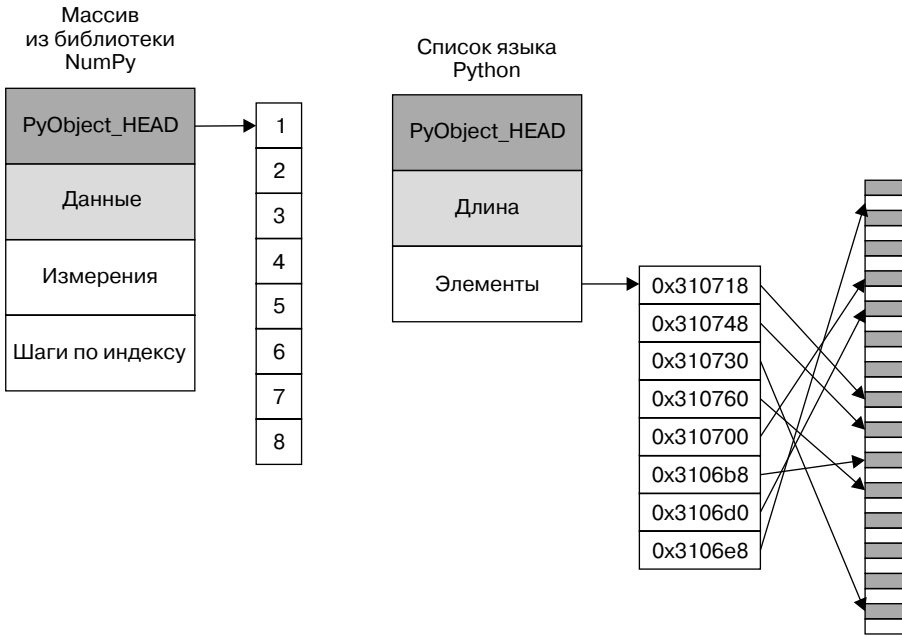 Массив
из библиотеки
NumPy
PyObject_HEAD
Данные
Измерения
Шаги по индексу
1
2
3
4
5
6
7
8
Список языка
Python
PyObject_HEAD
Длина
Элементы
0x310718
0x310748
0x310730
0x310760
0x310700
0x3106b8
0x3106d0
0x3106e8